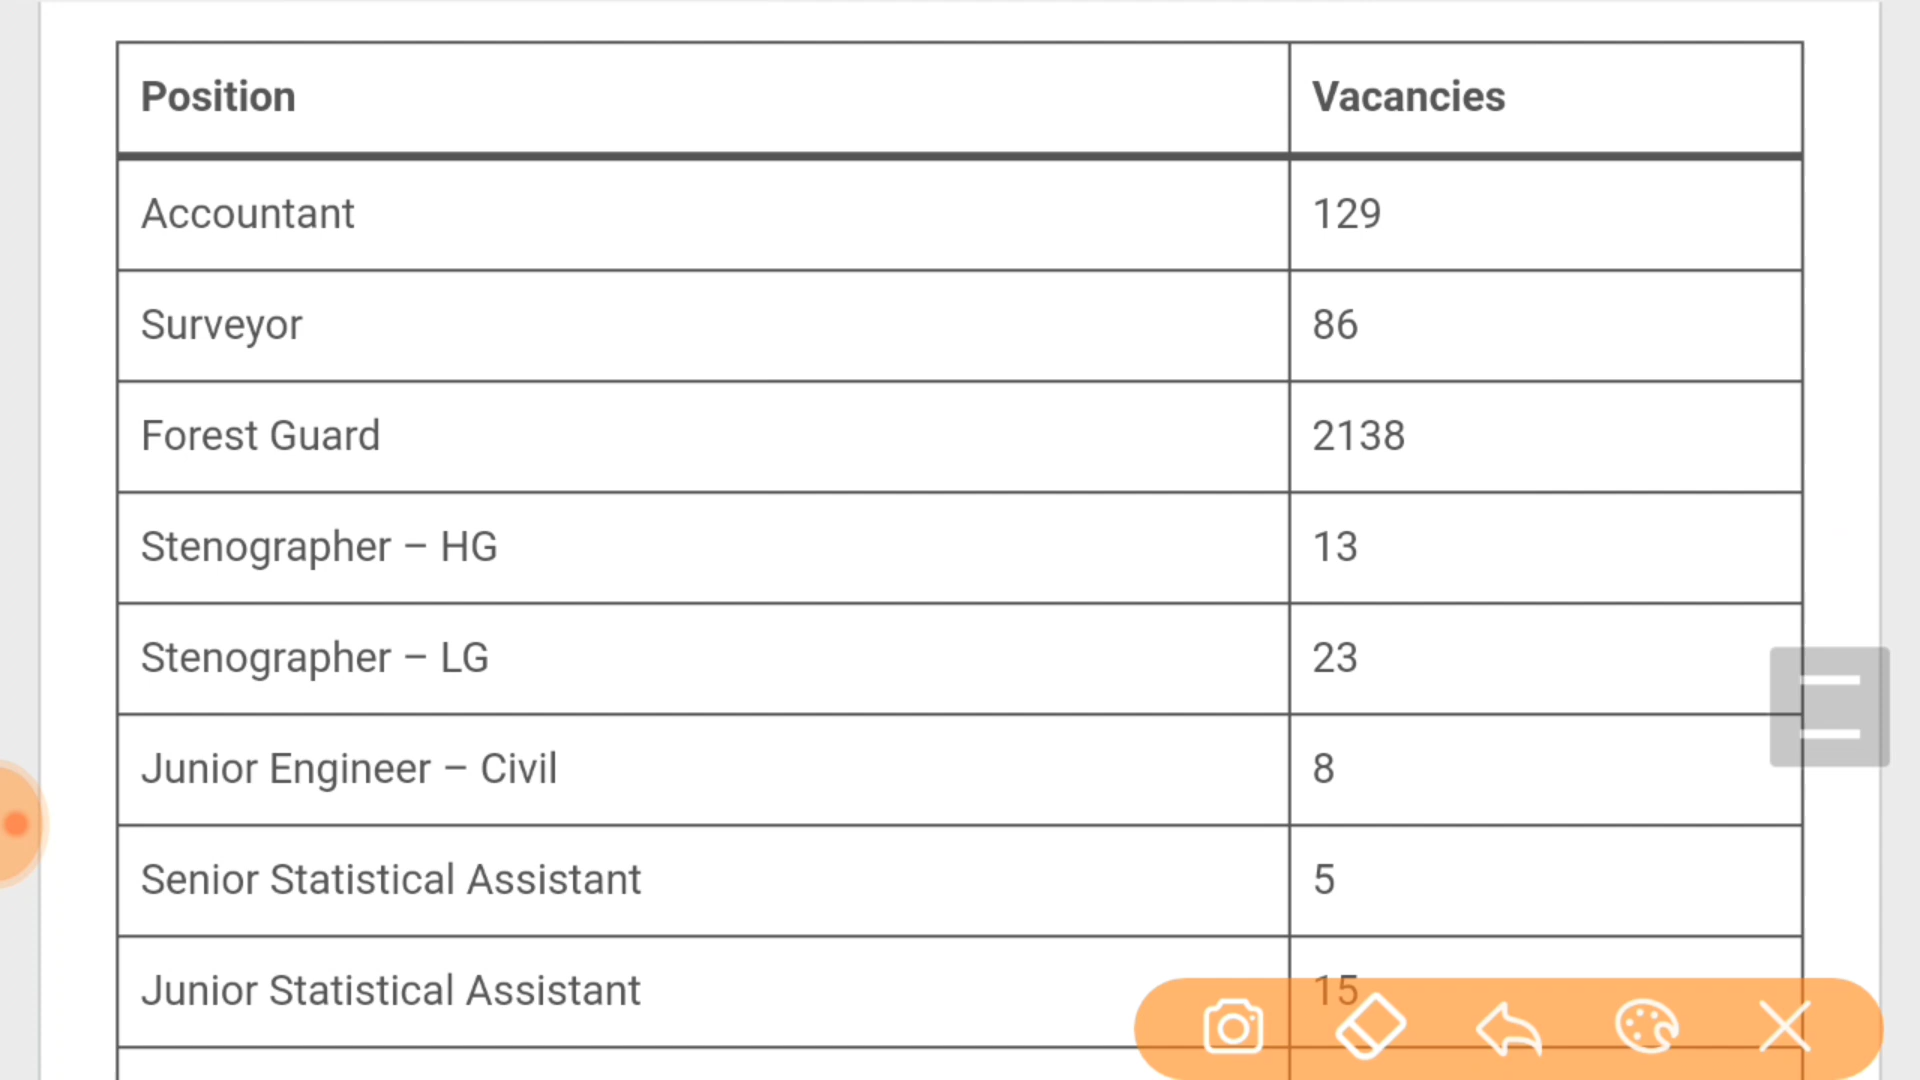 Position Vacancies
Accountant 129
Surveyor 86
Forest Guard 2138
Stenographer – HG 13
Stenographer – LG 23
Junior Engineer – Civil 8
Senior Statistical Assistant 5
Junior Statistical Assistant 15